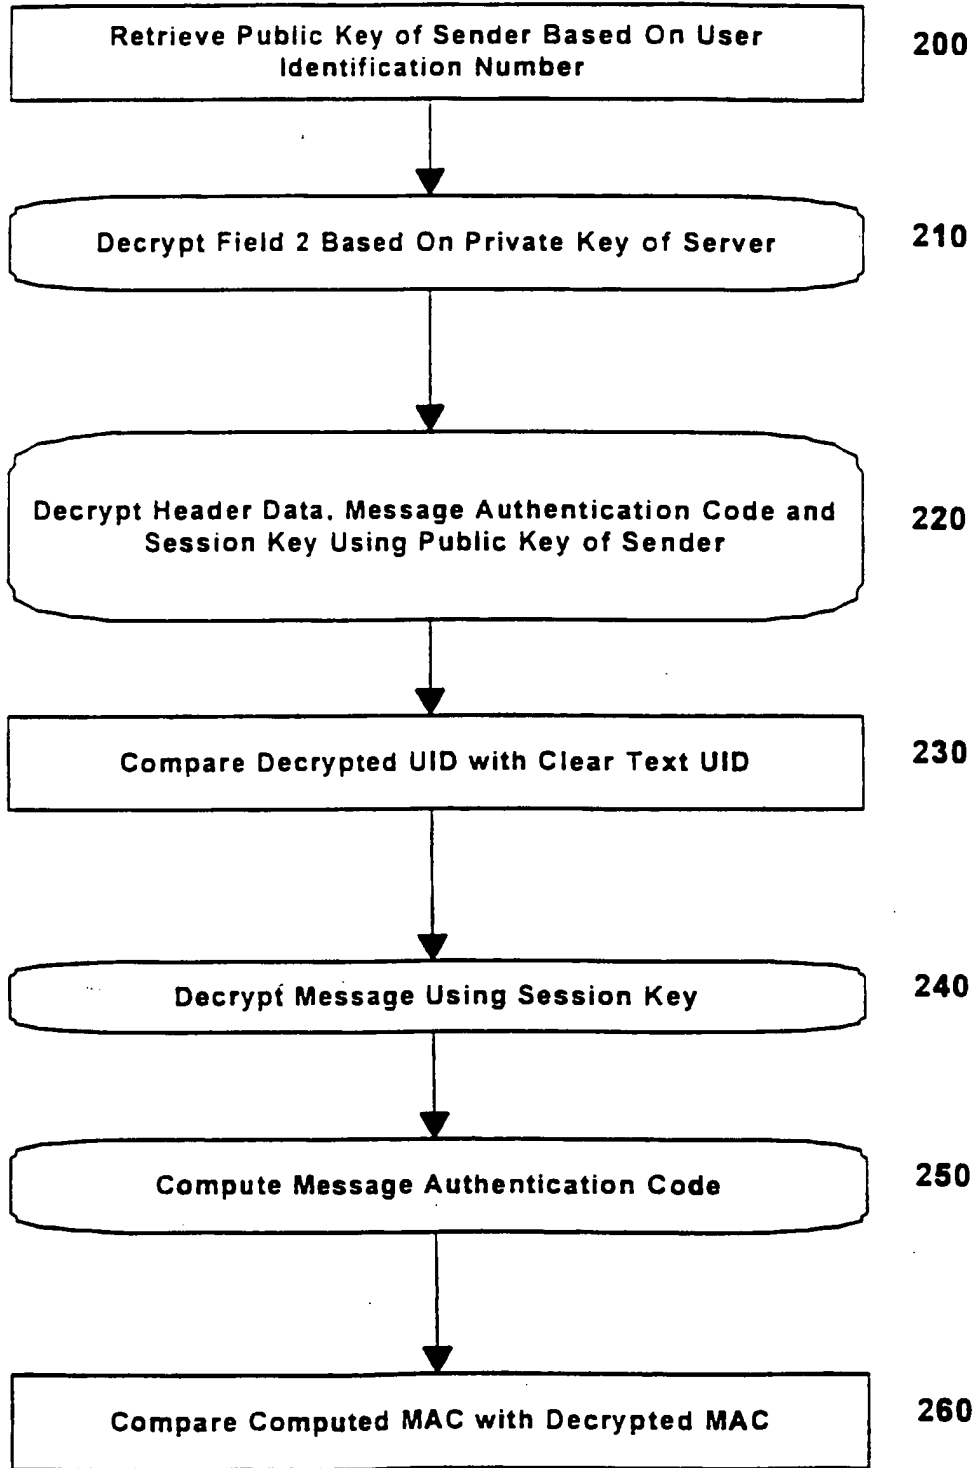 Retrieve Public Key of Sender Based On User
Identification Number
200
Decrypt Field 2 Based On Private Key of Server
210
Decrypt Header Data, Message Authentication Code and
Session Key Using Public Key of Sender
220
Compare Decrypted UID with Clear Text UID
230
Decrypt Message Using Session Key
240
Compute Message Authentication Code
250
Compare Computed MAC with Decrypted MAC
260